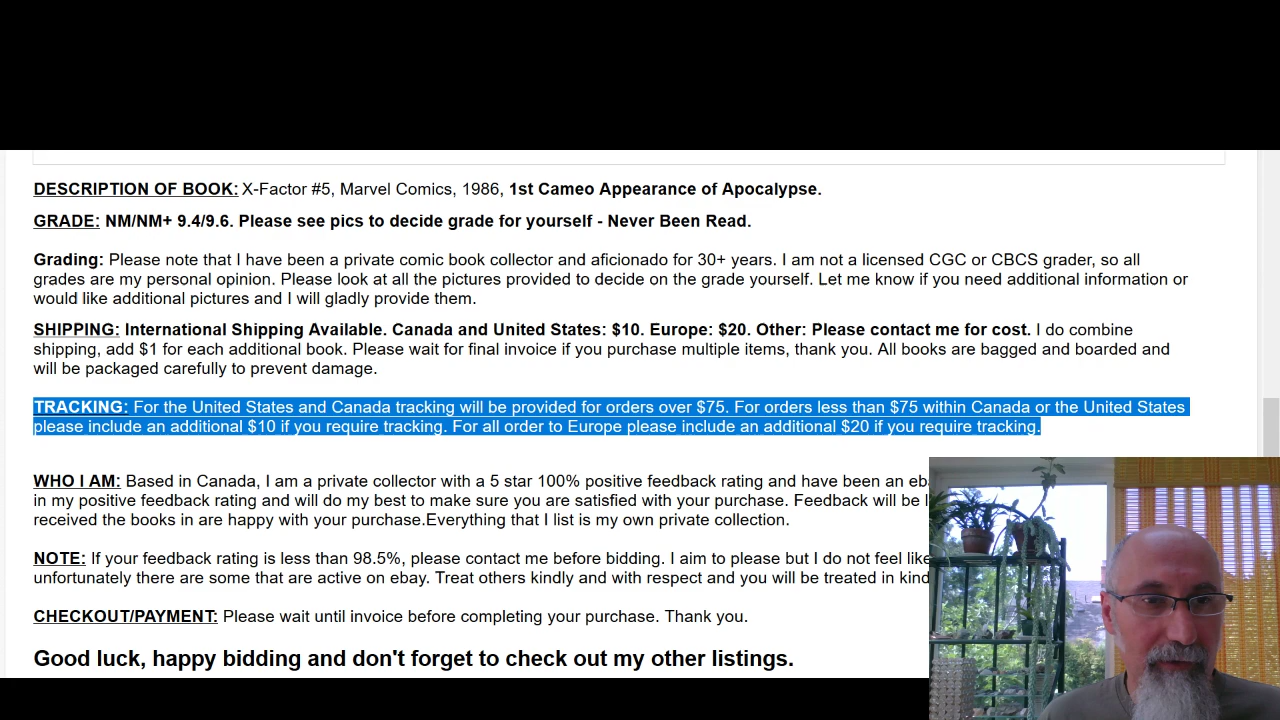 DESCRIPTION OF BOOK: X-Factor #5, Marvel Comics, 1986, 1st Cameo Appearance of Apocalypse.
GRADE: NM/NM+ 9.4/9.6. Please see pics to decide grade for yourself - Never Been Read.
Grading: Please note that I have been a private comic book collector and aficionado for 30+ years. I am not a licensed CGC or CBCS grader, so all
grades are my personal opinion. Please look at all the pictures provided to decide on the grade yourself. Let me know if you need additional information or
would like additional pictures and I will gladly provide them.
SHIPPING: International Shipping Available. Canada and United States: $10. Europe: $20. Other: Please contact me for cost. I do combine
shipping, add $1 for each additional book. Please wait for final invoice if you purchase multiple items, thank you. All books are bagged and boarded and
will be packaged carefully to prevent damage.
TRACKING: For the United States and Canada tracking will be provided for orders over $75. For orders less than $75 within Canada or the United States
please include an additional $10 if you require tracking. For all order to Europe please include an additional $20 if you require tracking.
WHO I AM: Based in Canada, I am a private collector with a 5 star 100% positive feedback rating and have been an
in my positive feedback rating and will do my best to make sure you are satisfied with your purchase. Feedback will be
received the books in are happy with your purchase.Everything that I list is my own private collection.
NOTE: If your feedback rating is less than 98.5%, please contact me before bidding. I aim to please but I do not feel like
unfortunately there are some that are active on ebay. Treat others kindly and with respect and you will be treated in kind
CHECKOUT/PAYMENT: Please wait until invoice before completing your purchase. Thank you.
Good luck, happy bidding and don't forget to check out my other listings.